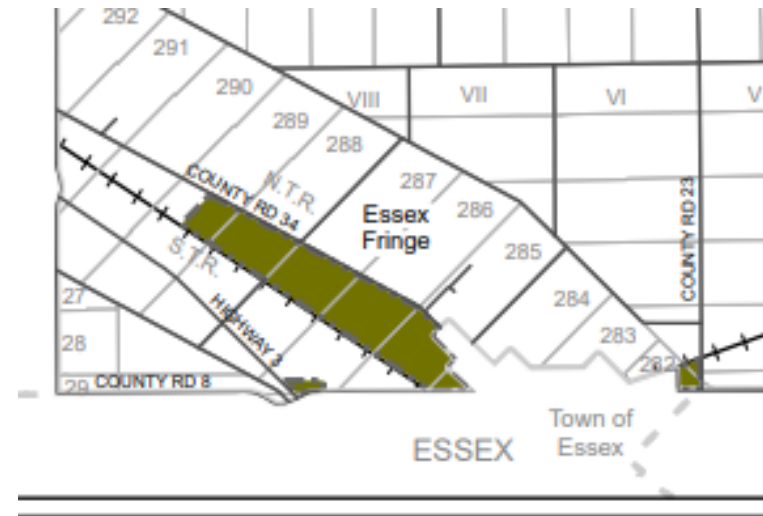 292
291
290
289
288
VIII
VII
VI
V
287
286
285
284
283
282
COUNTY RD 23
N.T.R.
COUNTY RD 34
Essex
Fringe
S.T.R.
HIGHWAY 3
27
28
29
COUNTY RD 8
ESSEX
Town of
Essex